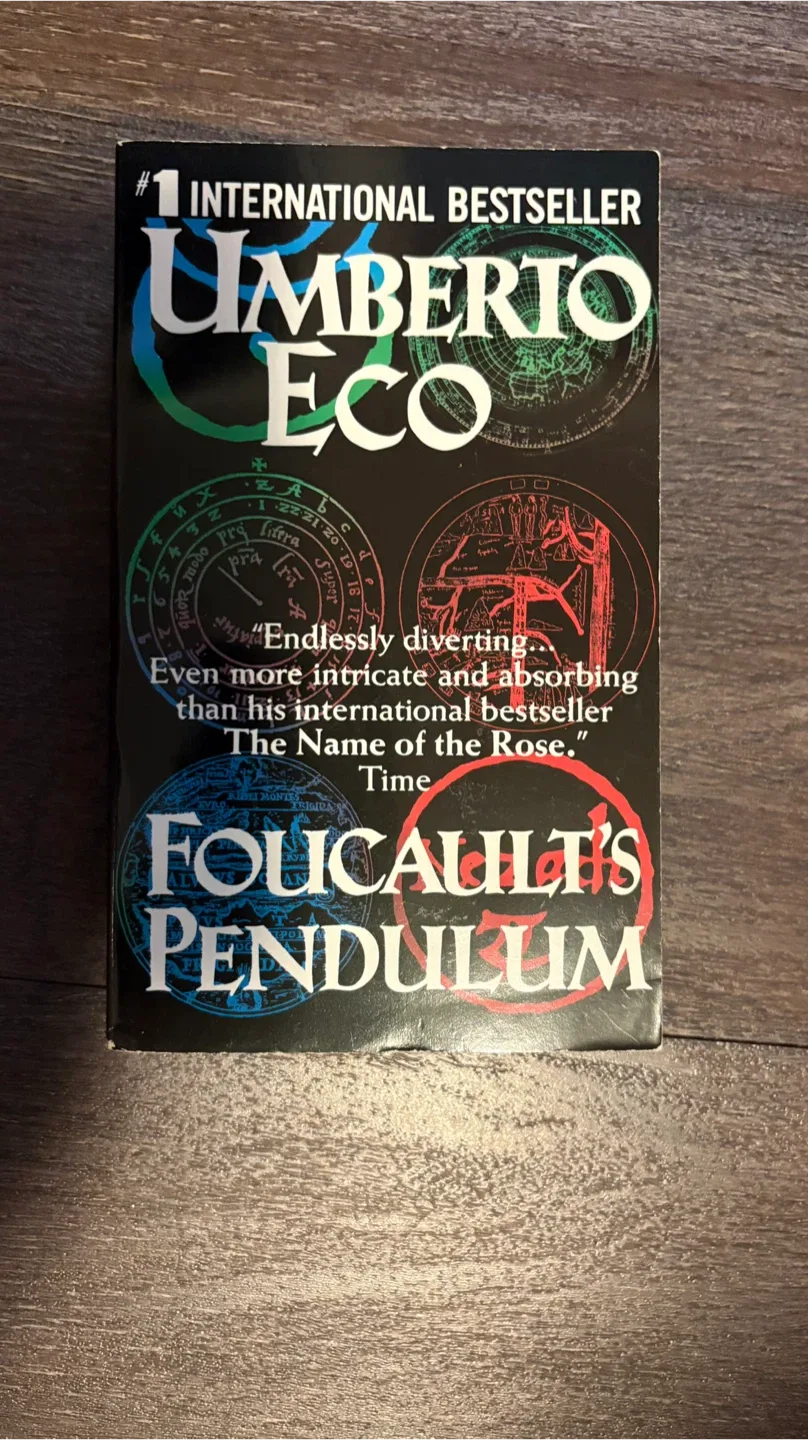 #1 INTERNATIONAL BESTSELLER
UMBERTO
ECO
"Endlessly diverting...
Even more intricate and absorbing
than his international bestseller
The Name of the Rose."
Time
FOUCAULT'S
PENDULUM